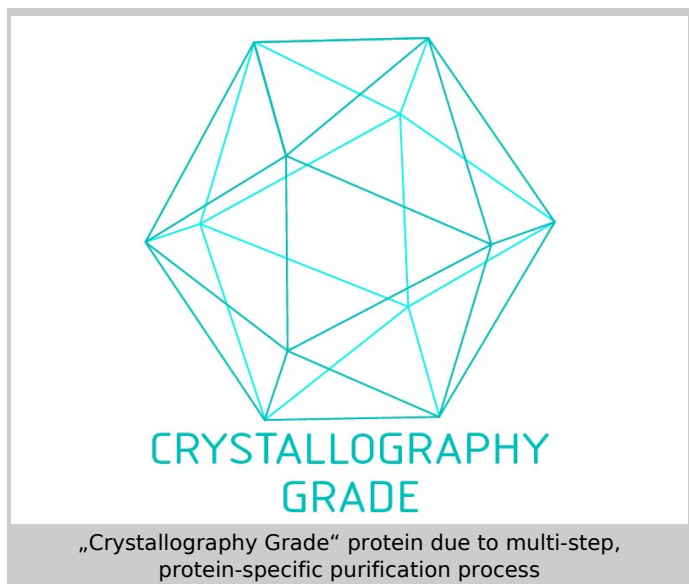 CRYSTALLOGRAPHY
GRADE
„Crystallography Grade“ protein due to multi-step,
protein-specific purification process